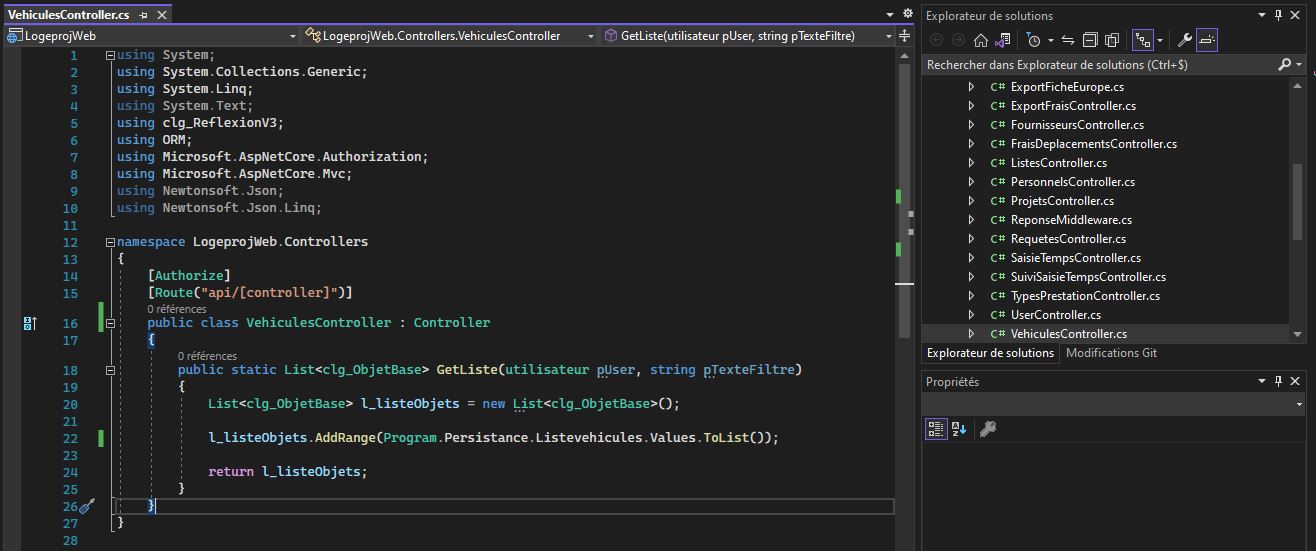 VehiculesController.cs
LogeprojWeb
LogeprojWeb.Controllers.VehiculesController
GetListe(utilisateur pUser, string pTexteFiltre)
1 using System;
2 using System.Collections.Generic;
3 using System.Linq;
4 using System.Text;
5 using clg_ReflexionV3;
6 using ORM;
7 using Microsoft.AspNetCore.Authorization;
8 using Microsoft.AspNetCore.Mvc;
9 using Newtonsoft.Json;
10 using Newtonsoft.Json.Linq;
11
12 namespace LogeprojWeb.Controllers
13 {
14 [Authorize]
15 [Route("api/[controller]")]
0 références
16 public class VehiculesController : Controller
17 {
0 références
18 public static List<clg_ObjetBase> GetListe(utilisateur pUser, string pTexteFiltre)
19 {
20 List<clg_ObjetBase> l_listeObjets = new List<clg_ObjetBase>();
21
22 l_listeObjets.AddRange(Program.Persistance.Listevehicules.Values.ToList());
23
24 return l_listeObjets;
25 }
26 }
27 }
28
Explorateur de solutions
Rechercher dans Explorateur de solutions (Ctrl+$)
C# ExportFicheEurope.cs
C# ExportFraisController.cs
C# FournisseursController.cs
C# FraisDeplacementsController.cs
C# ListesController.cs
C# PersonnelsController.cs
C# ProjetsController.cs
C# ReponseMiddleware.cs
C# RequetesController.cs
C# SaisieTempsController.cs
C# SuiviSaisieTempsController.cs
C# TypesPrestationController.cs
C# UserController.cs
C# VehiculesController.cs
Explorateur de solutions
Modifications Git
Propriétés